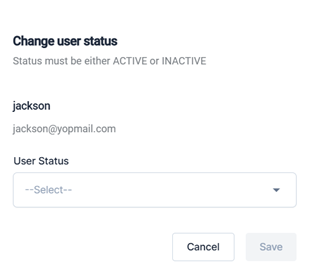 Change user status
Status must be either ACTIVE or INACTIVE
jackson
jackson@yopmail.com
User Status
--Select--
Cancel Save